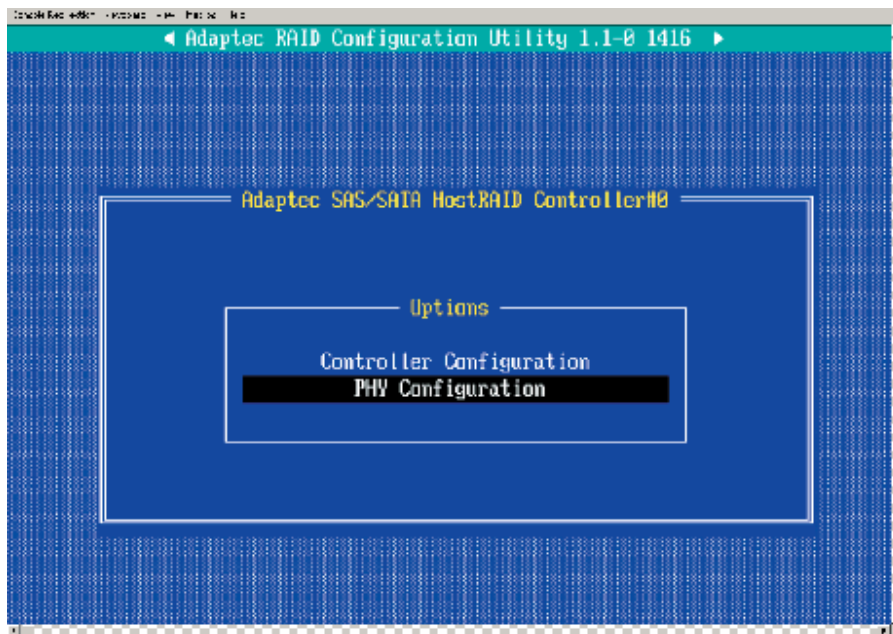 ◄ Adaptec RAID Configuration Utility 1.1-0 1416 ►
Adaptec SAS/SATA HostRAID Controller#0
Options
Controller Configuration
PHY Configuration